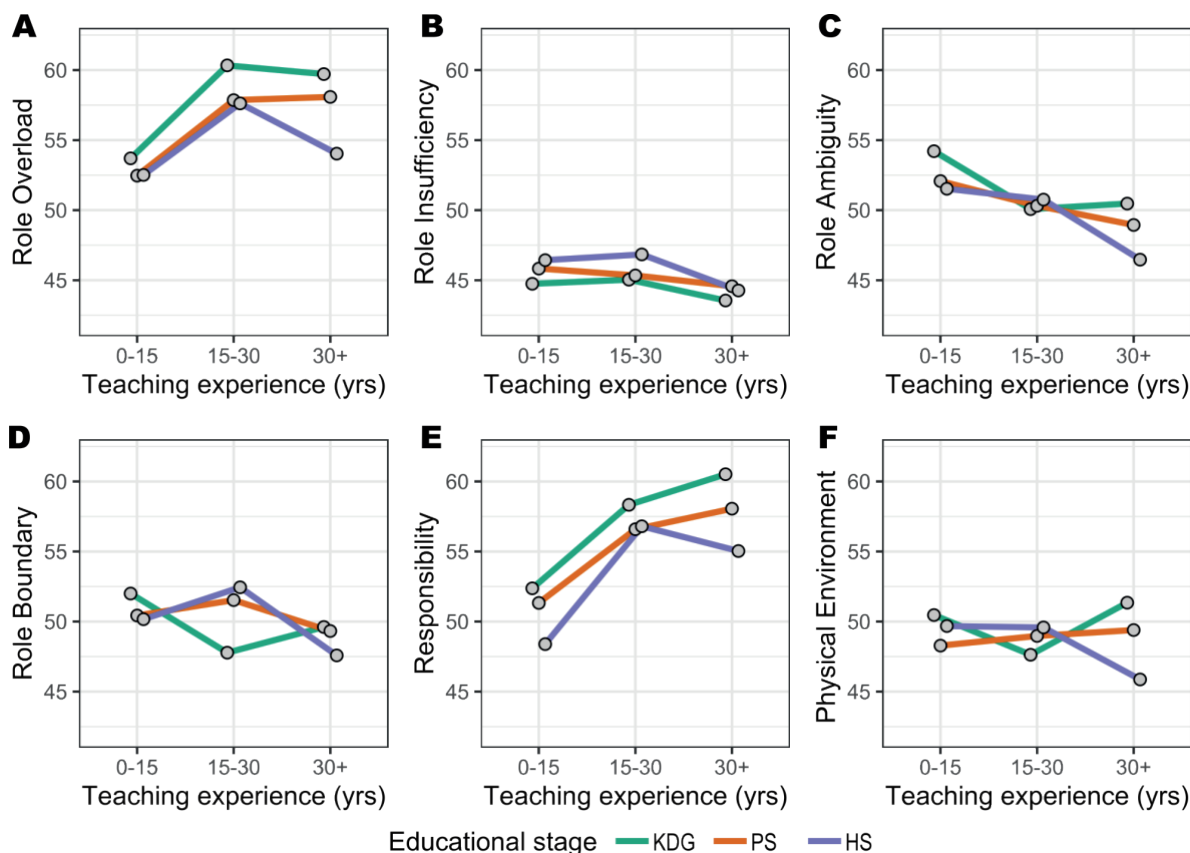 A
Role Overload
60
55
50
45
0-15 15-30 30+
Teaching experience (yrs)
B
Role Insufficiency
60
55
50
45
0-15 15-30 30+
Teaching experience (yrs)
C
Role Ambiguity
60
55
50
45
0-15 15-30 30+
Teaching experience (yrs)
D
Role Boundary
60
55
50
45
0-15 15-30 30+
Teaching experience (yrs)
E
Responsibility
60
55
50
45
0-15 15-30 30+
Teaching experience (yrs)
F
Physical Environment
60
55
50
45
0-15 15-30 30+
Teaching experience (yrs)
Educational stage KDG PS HS